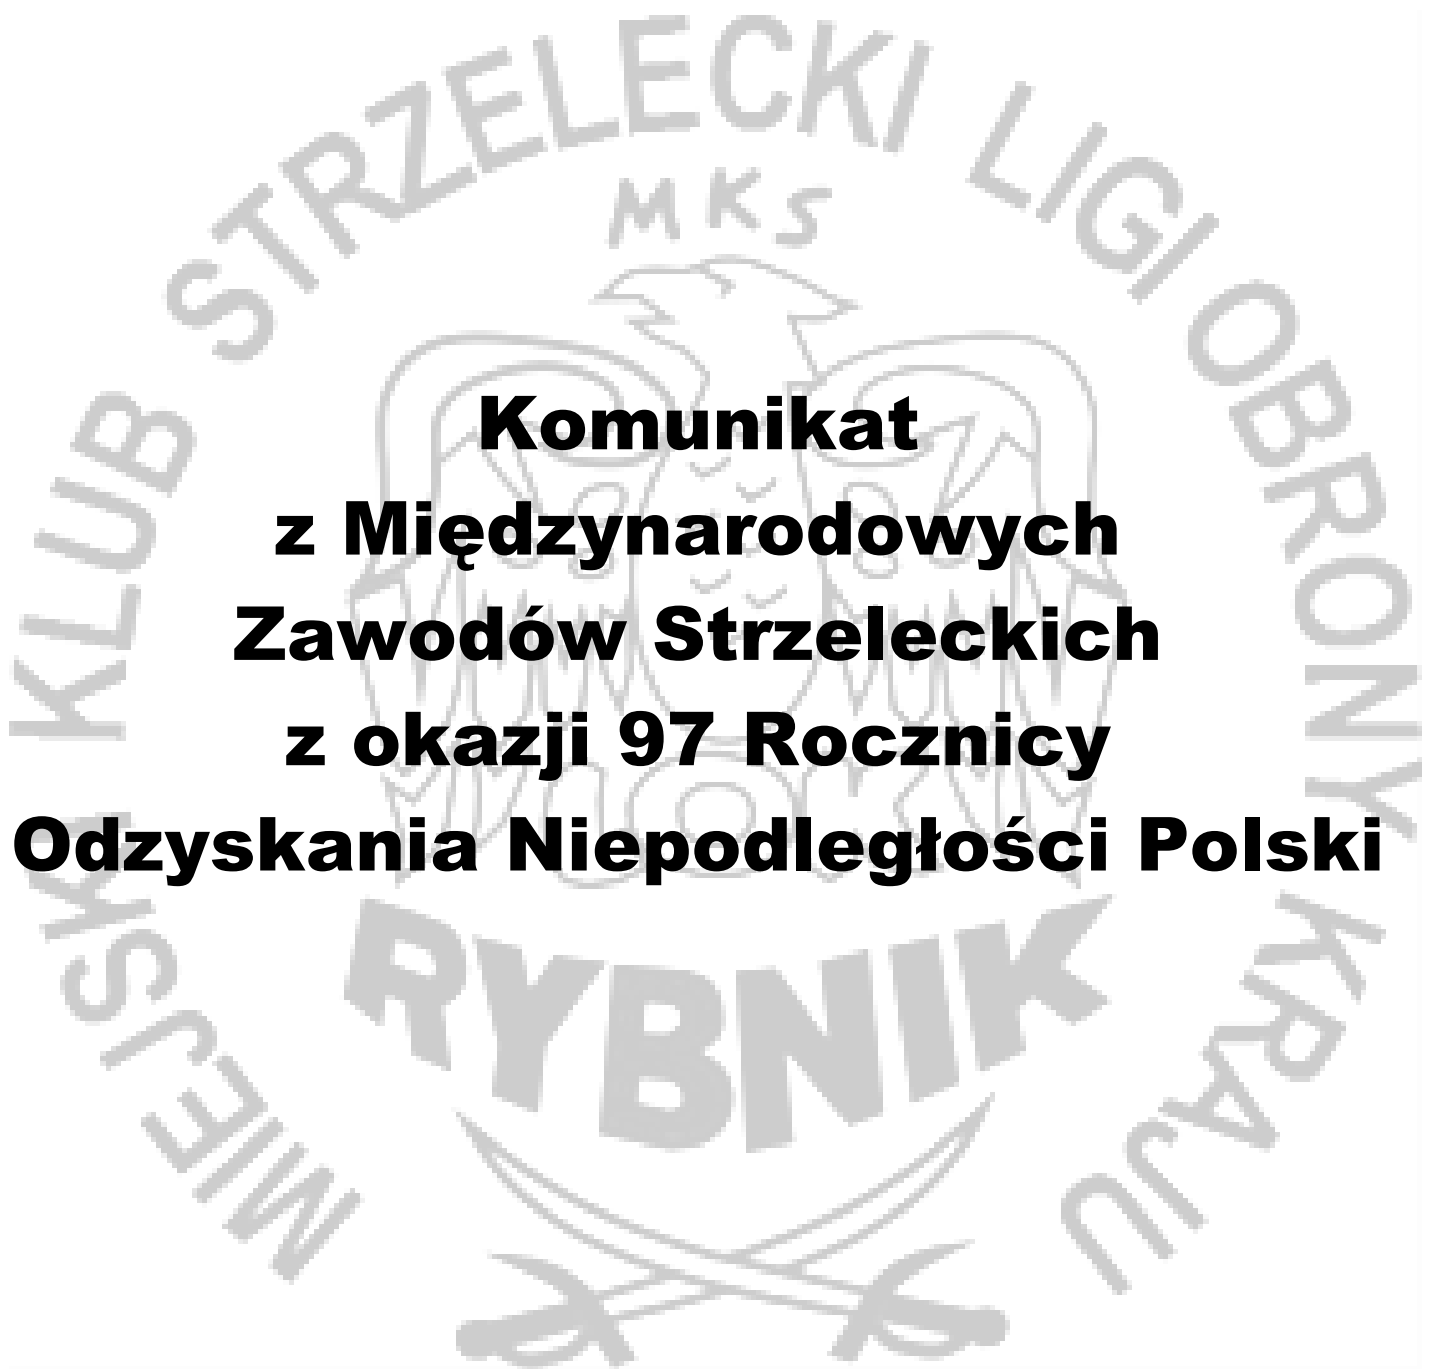 MIEJSKI KLUB STRZELECKI LIGI OBRONY KRAJU
MKS
Komunikat
z Międzynarodowych
Zawodów Strzeleckich
z okazji 97 Rocznicy
Odzyskania Niepodległości Polski
RYBNIK